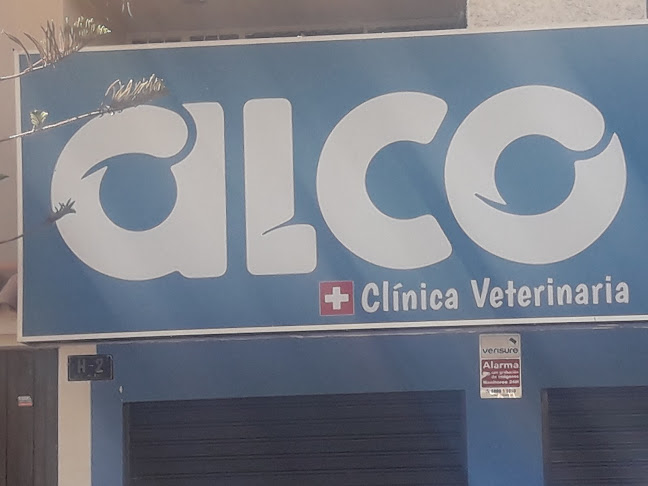 alco
Clínica Veterinaria
H-2
verisure
Alarma